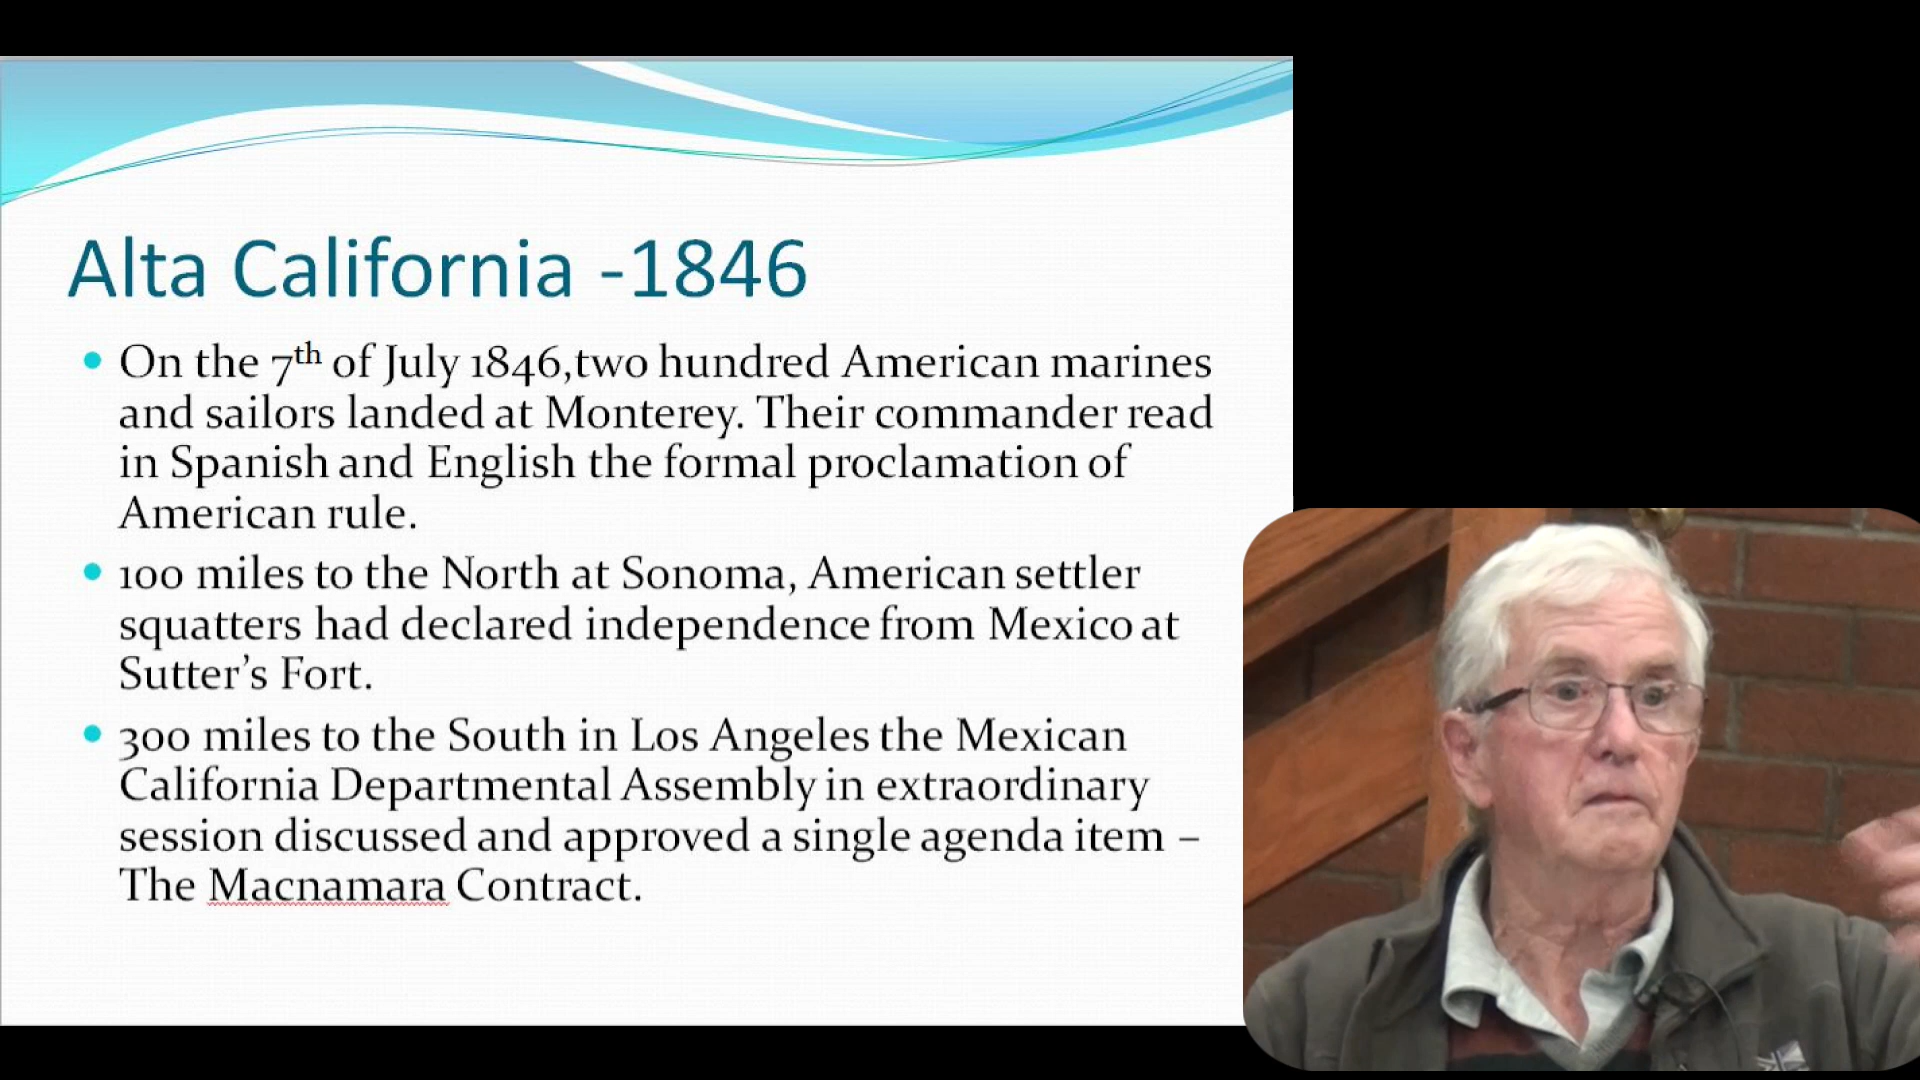 Alta California -1846
On the 7th of July 1846,two hundred American marines
and sailors landed at Monterey. Their commander read
in Spanish and English the formal proclamation of
American rule.
100 miles to the North at Sonoma, American settler
squatters had declared independence from Mexico at
Sutter’s Fort.
300 miles to the South in Los Angeles the Mexican
California Departmental Assembly in extraordinary
session discussed and approved a single agenda item –
The Macnamara Contract.